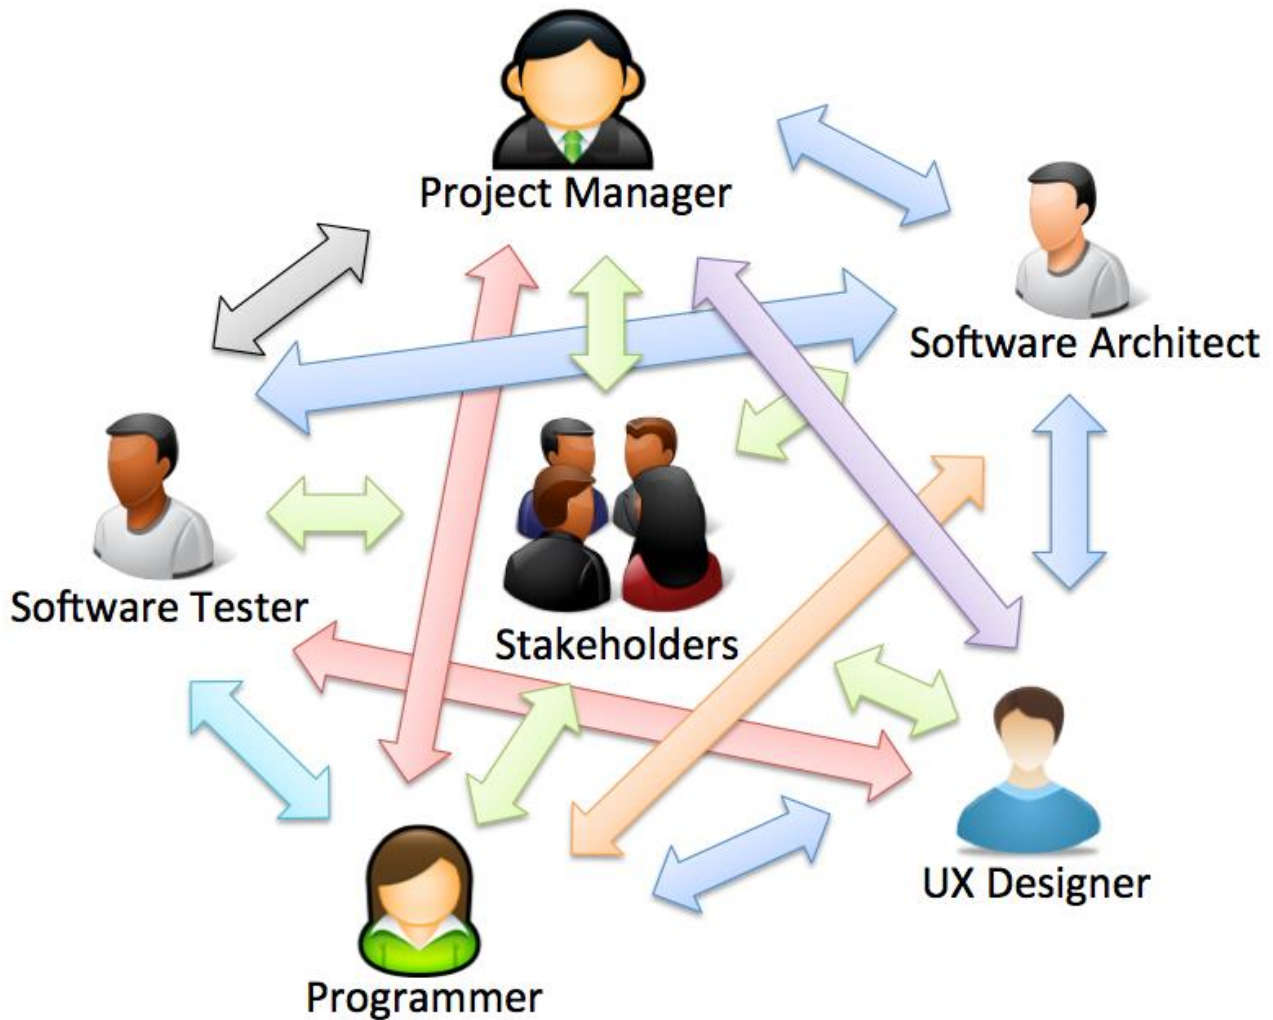 Project Manager
Software Architect
Software Tester
Stakeholders
UX Designer
Programmer